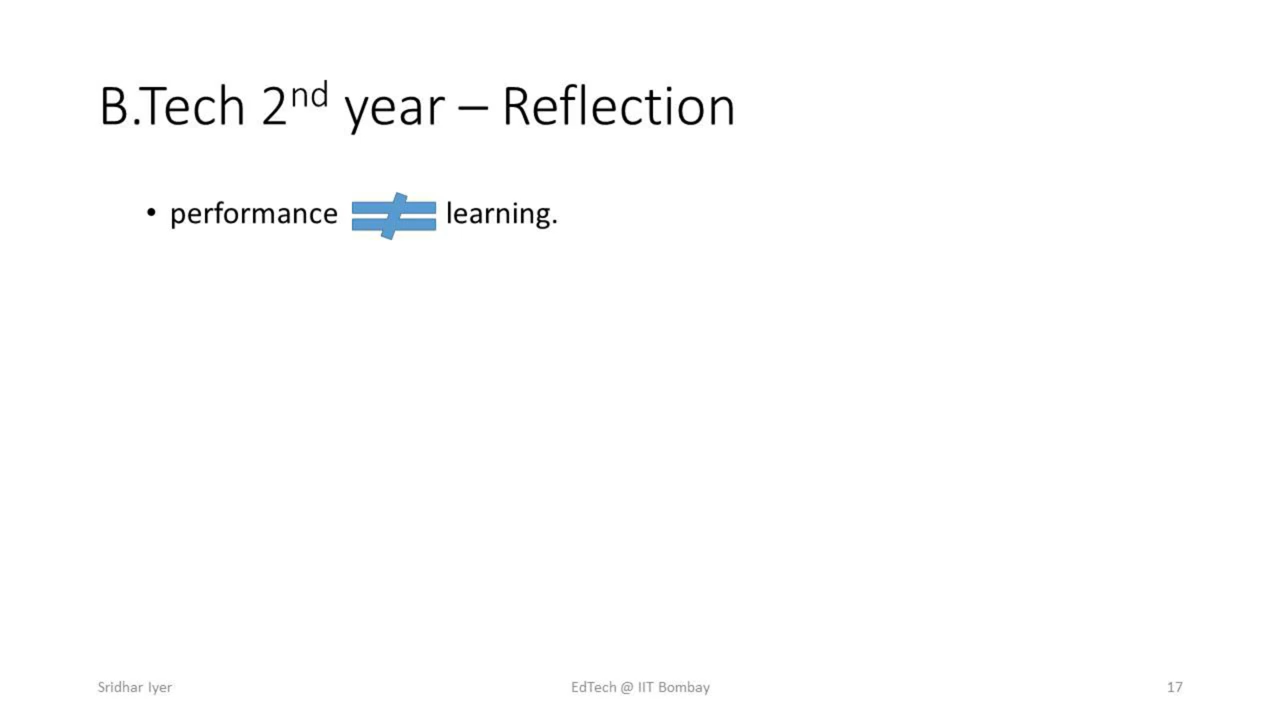 B.Tech 2nd year – Reflection
• performance ≠ learning.
Sridhar Iyer
EdTech @ IIT Bombay
17